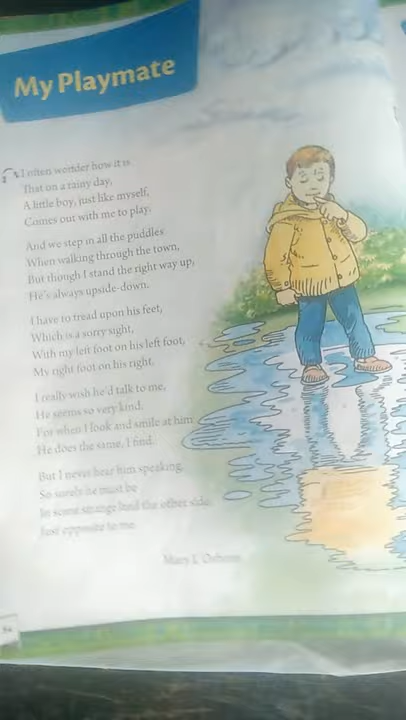 My Playmate
I often wonder how it is
That on a rainy day,
A little boy, just like myself,
Comes out with me to play.
And we step in all the puddles
When walking through the town,
But though I stand the right way up,
He's always upside-down.
I have to tread upon his feet,
Which is a sorry sight,
With my left foot on his left foot,
My right foot on his right.
I really wish he'd talk to me,
He seems so very kind,
For when I look and smile at him
He does the same, I find.
But I never hear him speaking,
So surely he must be
In some strange land the other side,
Just opposite to me.
Mary I. Osborn